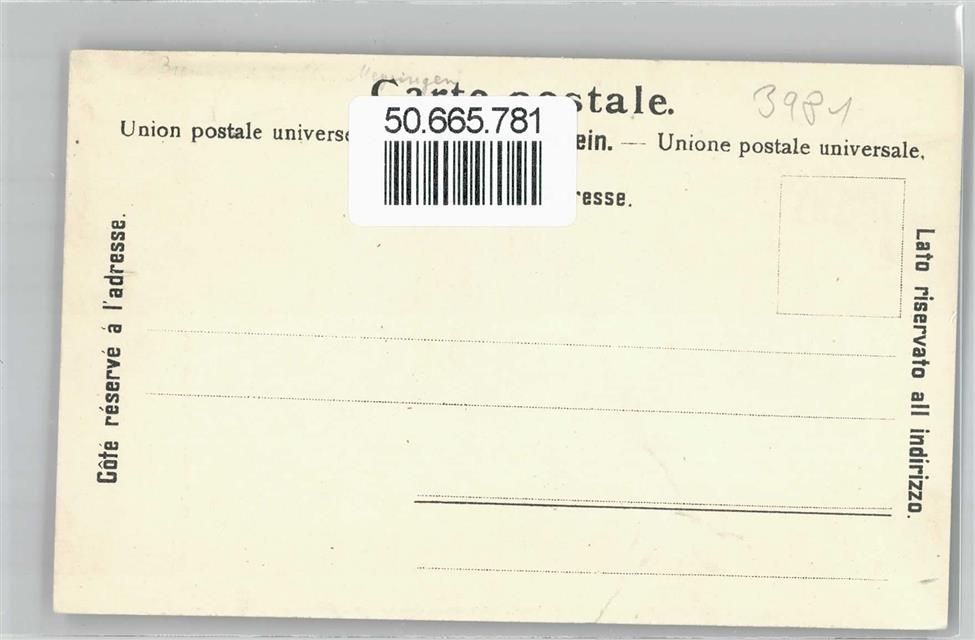 Carte postale.
3981
50.665.781
Union postale universe ein. — Unione postale universale.
resse.
Côté réservé á l'adresse.
Lato riservato all indirizzo.